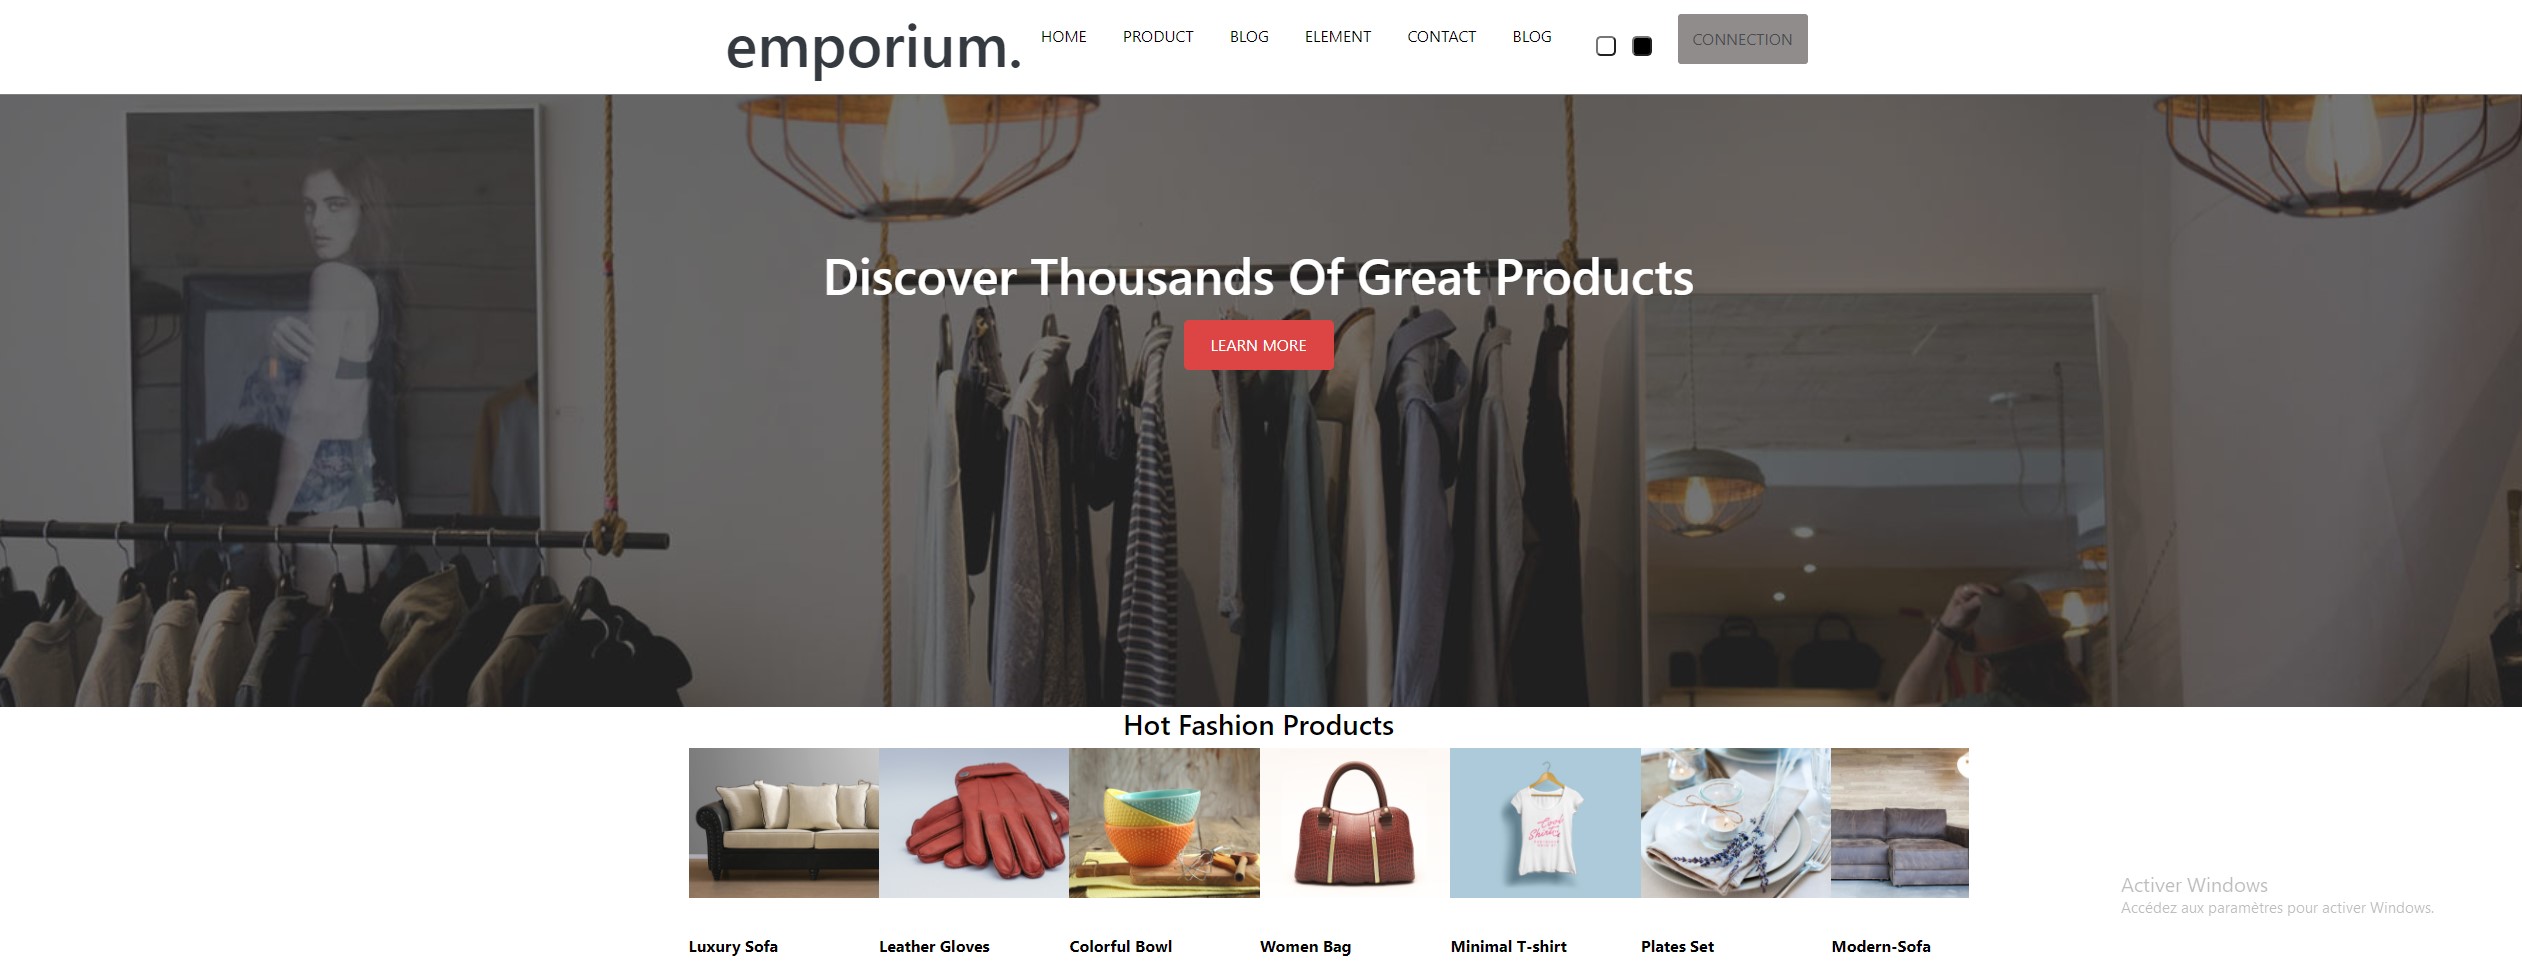 emporium.
HOME PRODUCT BLOG ELEMENT CONTACT BLOG CONNECTION
Discover Thousands Of Great Products
LEARN MORE
Hot Fashion Products
Cool
Shirt
Luxury Sofa Leather Gloves Colorful Bowl Women Bag Minimal T-shirt Plates Set Modern-Sofa
Activer Windows
Accédez aux paramètres pour activer Windows.